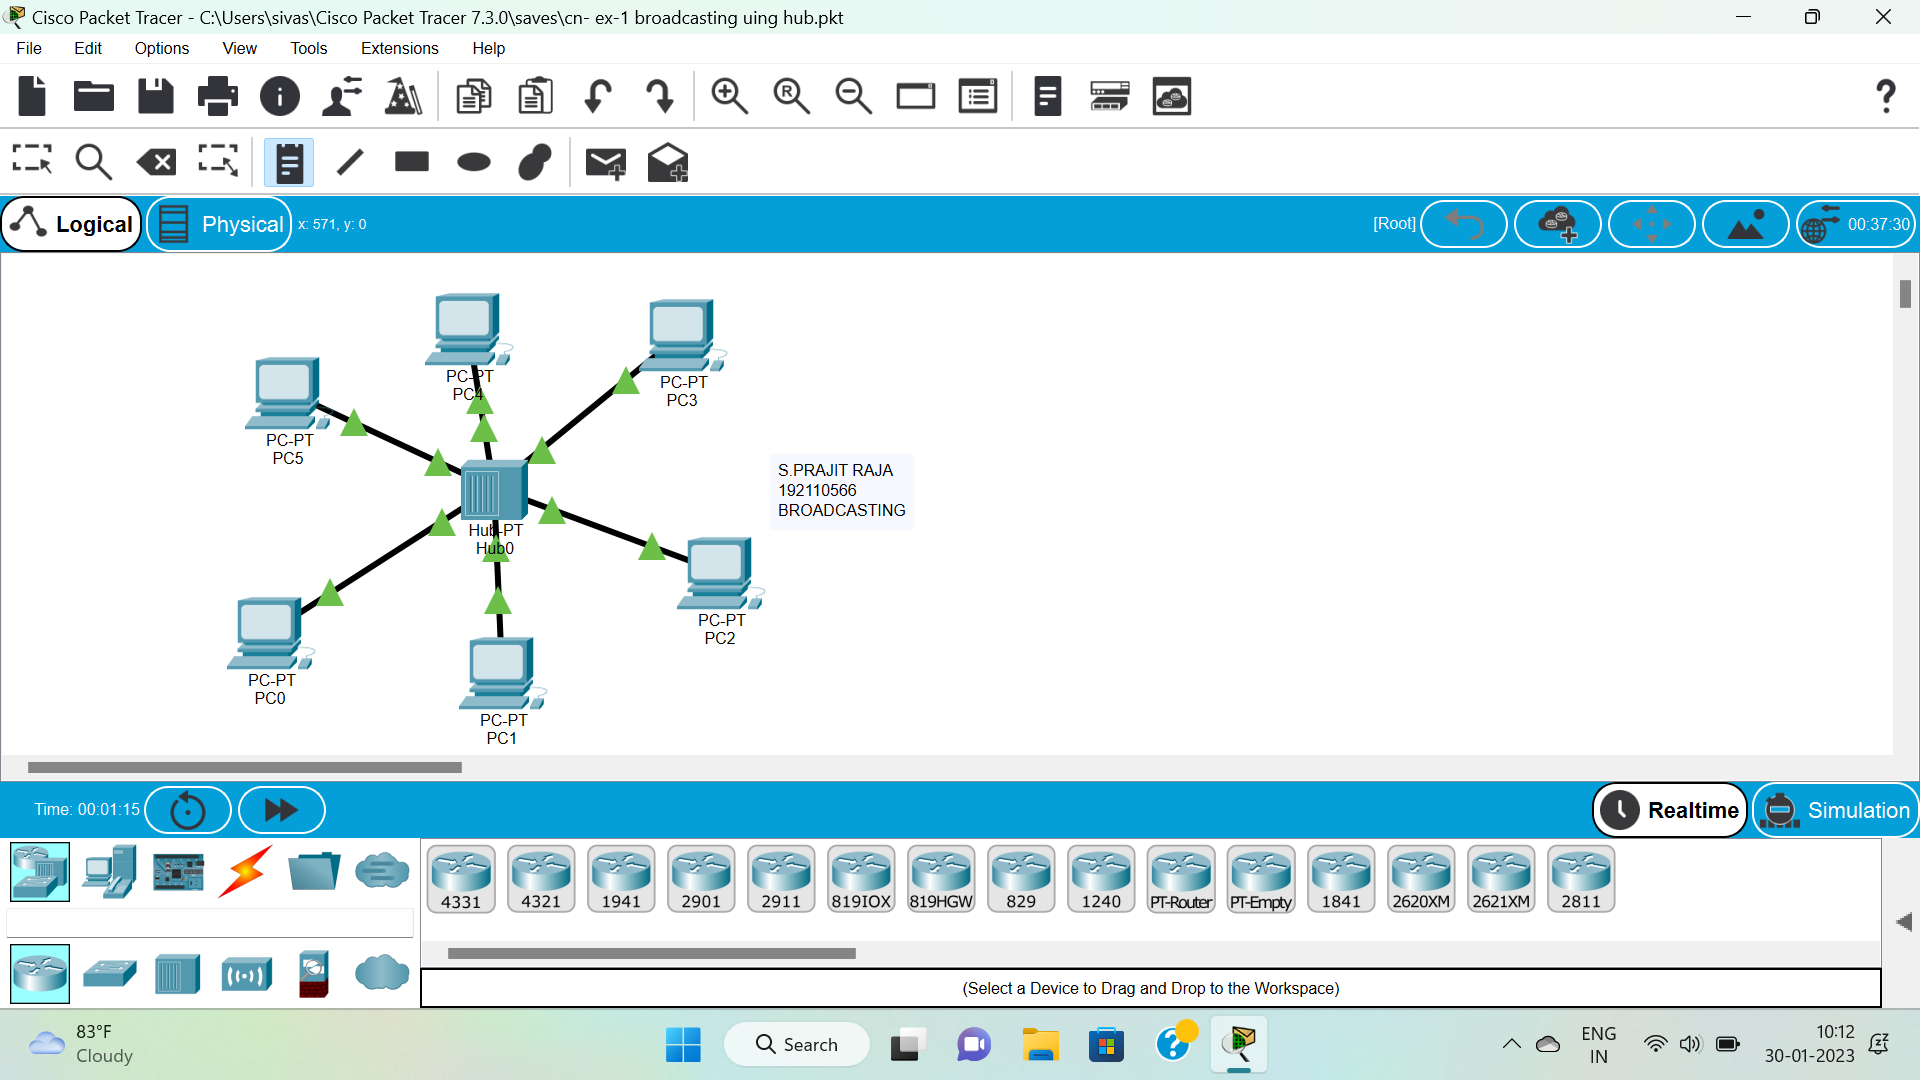 Cisco Packet Tracer - C:\Users\sivas\Cisco Packet Tracer 7.3.0\saves\cn- ex-1 broadcasting uing hub.pkt
File Edit Options View Tools Extensions Help
R
?
Logical Physical x: 571, y: 0 [Root] 00:37:30
PC-PT
PC4
PC-PT
PC3
PC-PT
PC5
S.PRAJIT RAJA
192110566
BROADCASTING
Hub-PT
Hub0
PC-PT
PC2
PC-PT
PC0
PC-PT
PC1
Time: 00:01:15 Realtime Simulation
4331 4321 1941 2901 2911 819IOX 819HGW 829 1240 PT-Router PT-Empty 1841 2620XM 2621XM 2811
(Select a Device to Drag and Drop to the Workspace)
83°F
Cloudy
Search
ENG
IN
10:12
30-01-2023